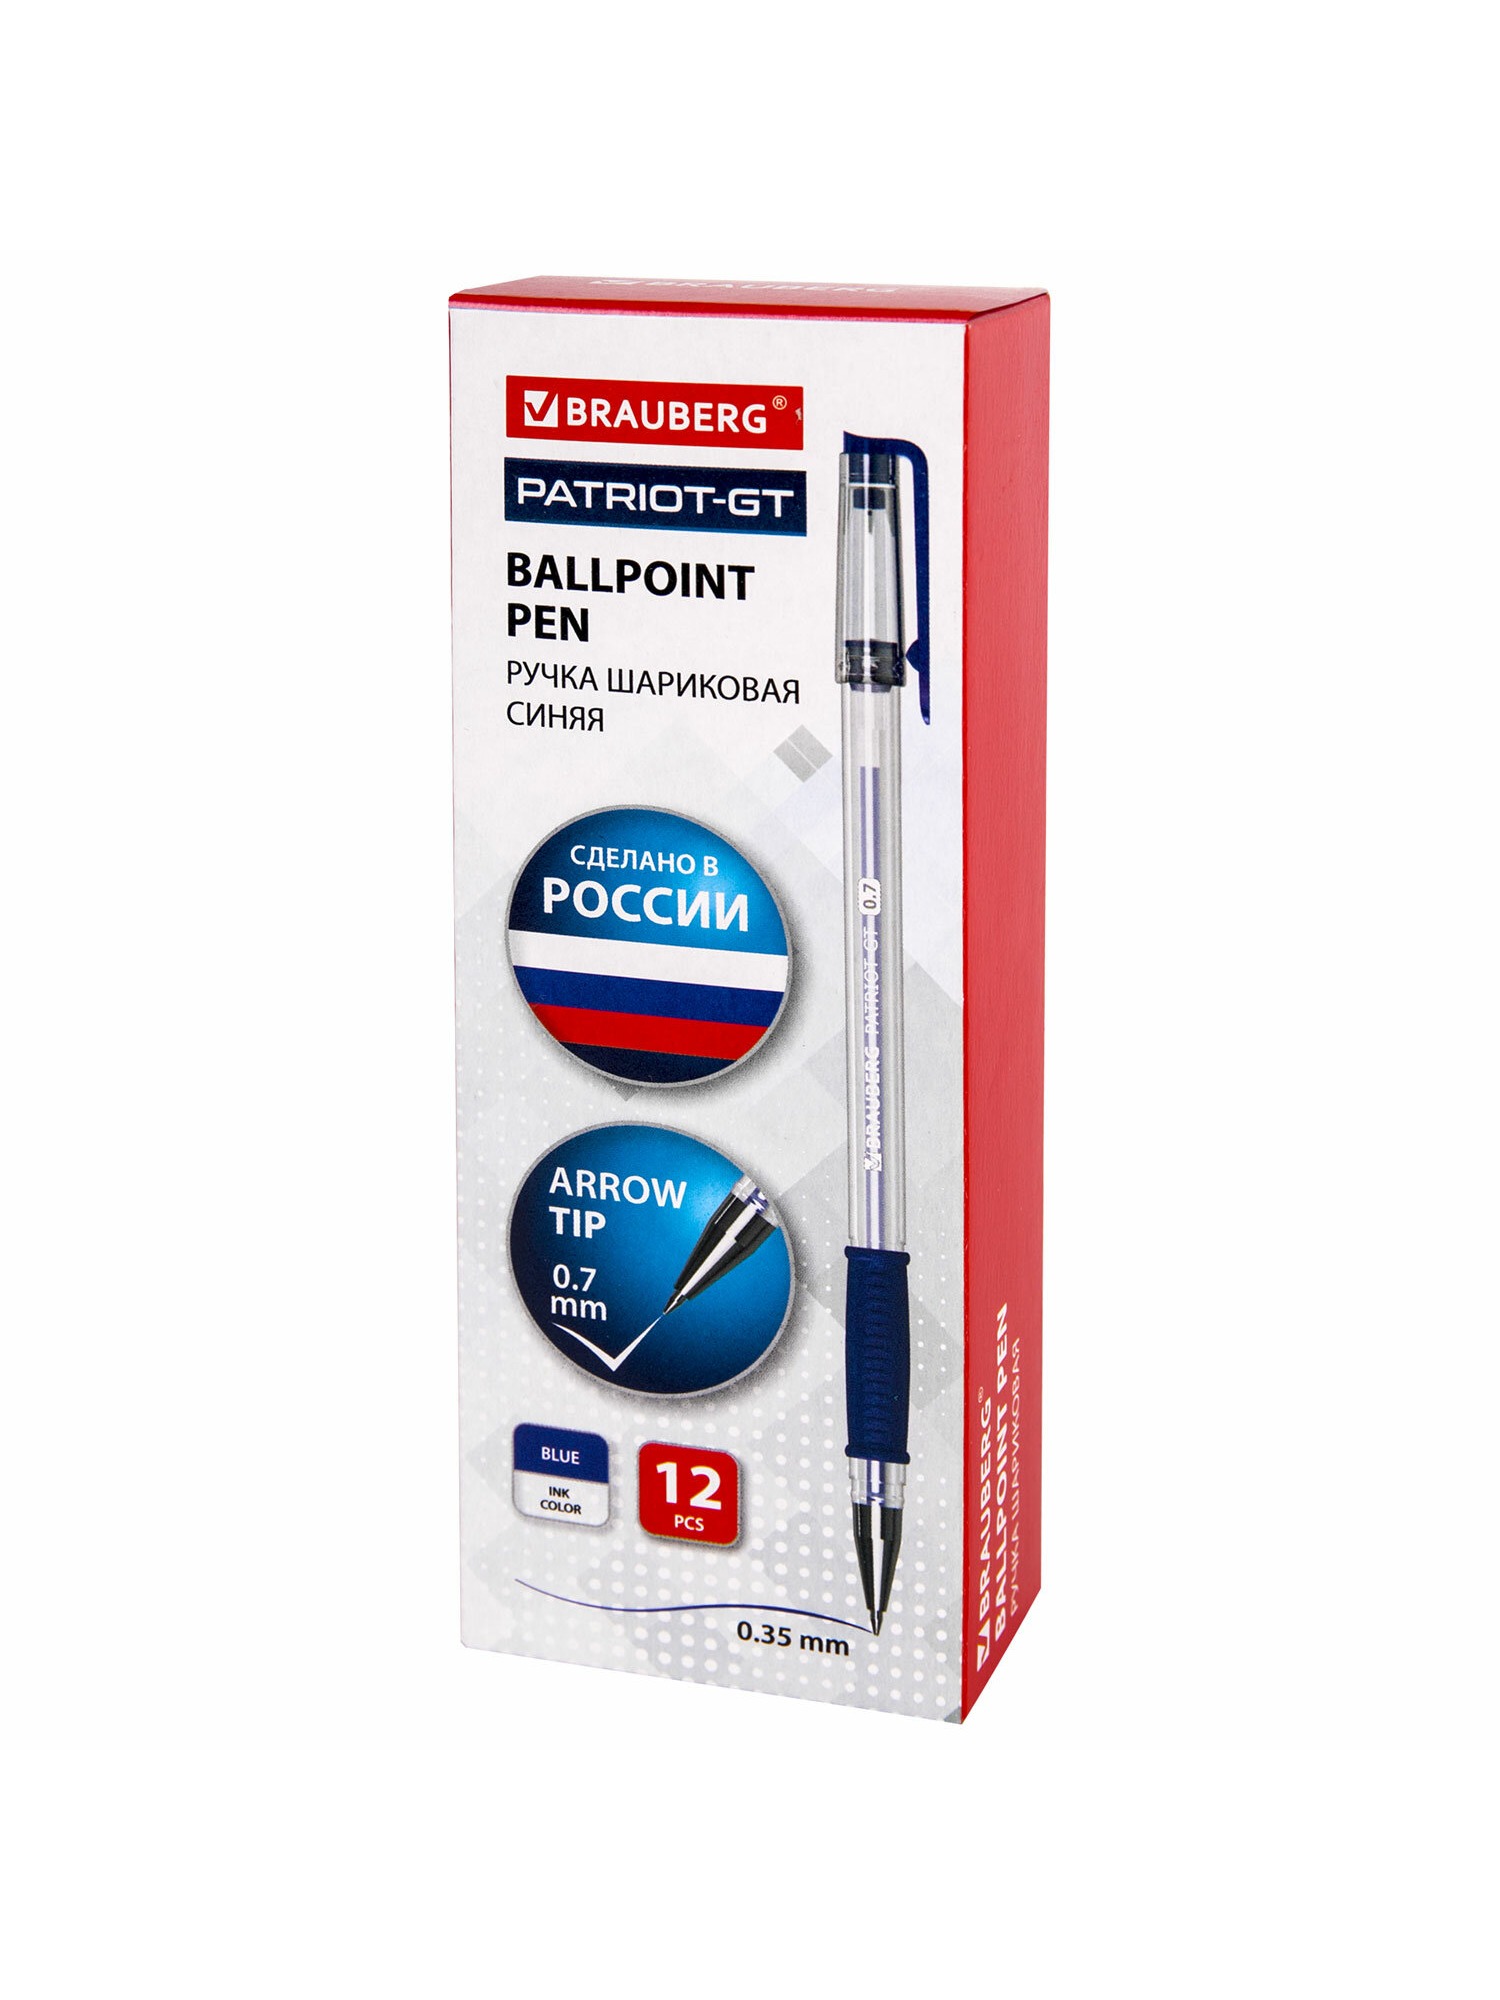 BRAUBERG
BRAUBERG®
PATRIOT-GT
BALLPOINT
PEN
РУЧКА ШАРИКОВАЯ
СИНЯЯ
СДЕЛАНО В
РОССИИ
ARROW
TIP
0.7
mm
BLUE
INK
COLOR
12
PCS
0.35 mm
BRAUBERG PATRIOT-GT 0.7
BRAUBERG®
BALLPOINT PEN
РУЧКА ШАРИКОВАЯ